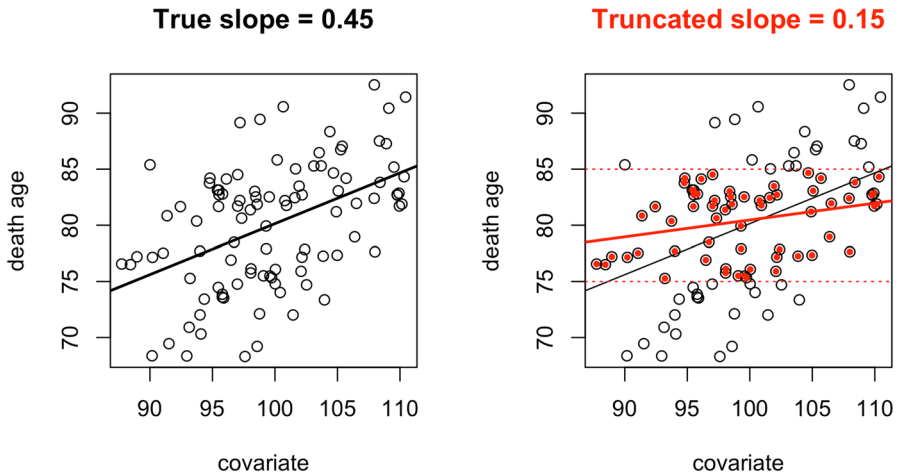 True slope = 0.45
death age
90
85
80
75
70
90 95 100 105 110
covariate
Truncated slope = 0.15
death age
90
85
80
75
70
90 95 100 105 110
covariate